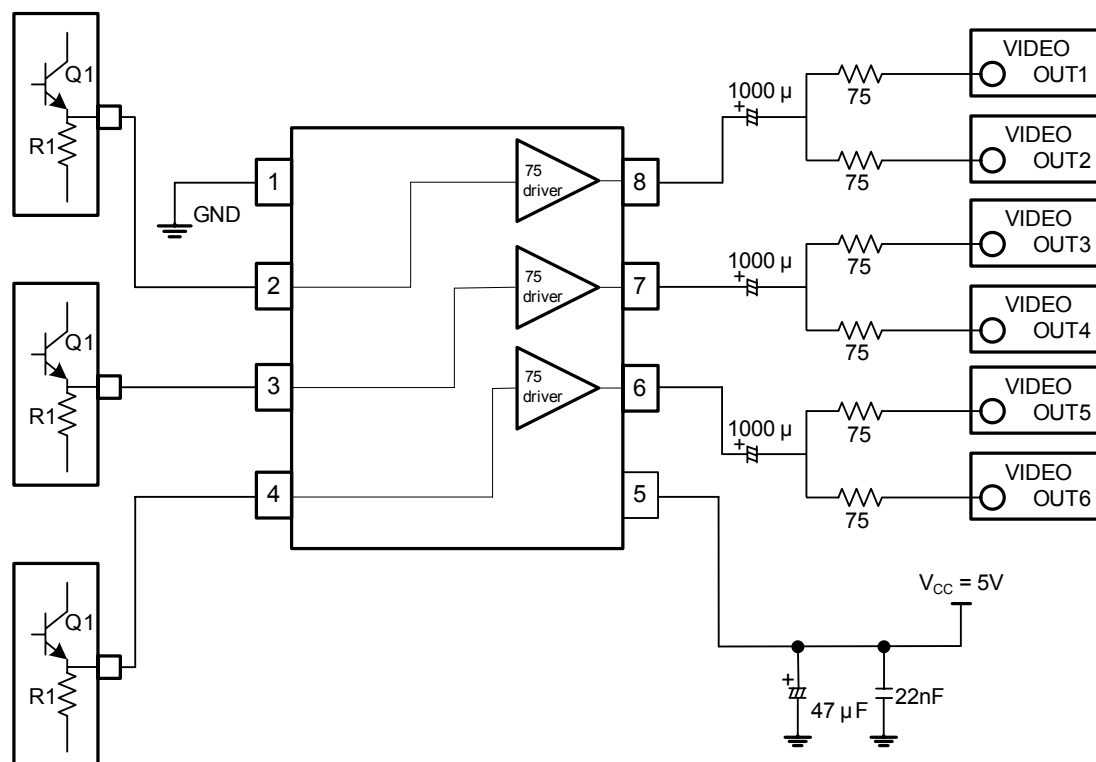 Q1
R1
Q1
R1
Q1
R1
GND
1
2
3
4
75
driver
75
driver
75
driver
8
7
6
5
1000 µ
+
1000 µ
+
1000 µ
+
75
75
75
75
75
75
VIDEO
OUT1
VIDEO
OUT2
VIDEO
OUT3
VIDEO
OUT4
VIDEO
OUT5
VIDEO
OUT6
VCC = 5V
+
47 µF
22nF